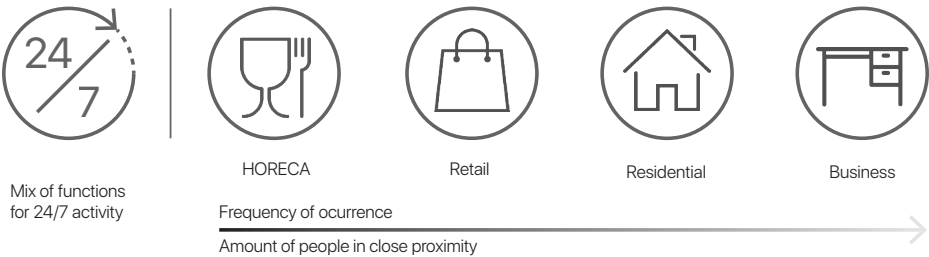 24
7
HORECA
Retail
Residential
Business
Mix of functions
for 24/7 activity
Frequency of ocurrence
Amount of people in close proximity